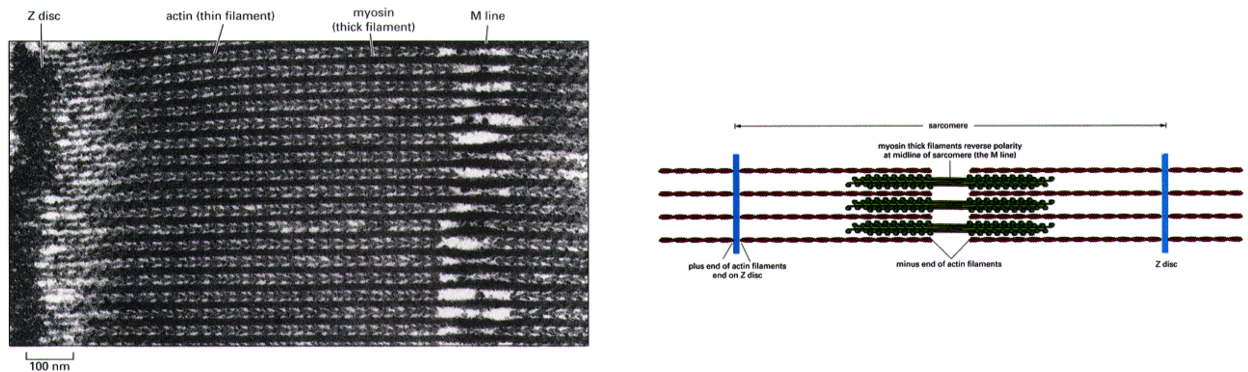 Z disc
actin (thin filament)
myosin
(thick filament)
M line
100 nm
sarcomere
myosin thick filaments reverse polarity
at midline of sarcomere (the M line)
plus end of actin filaments
end on Z disc
minus end of actin filaments
Z disc